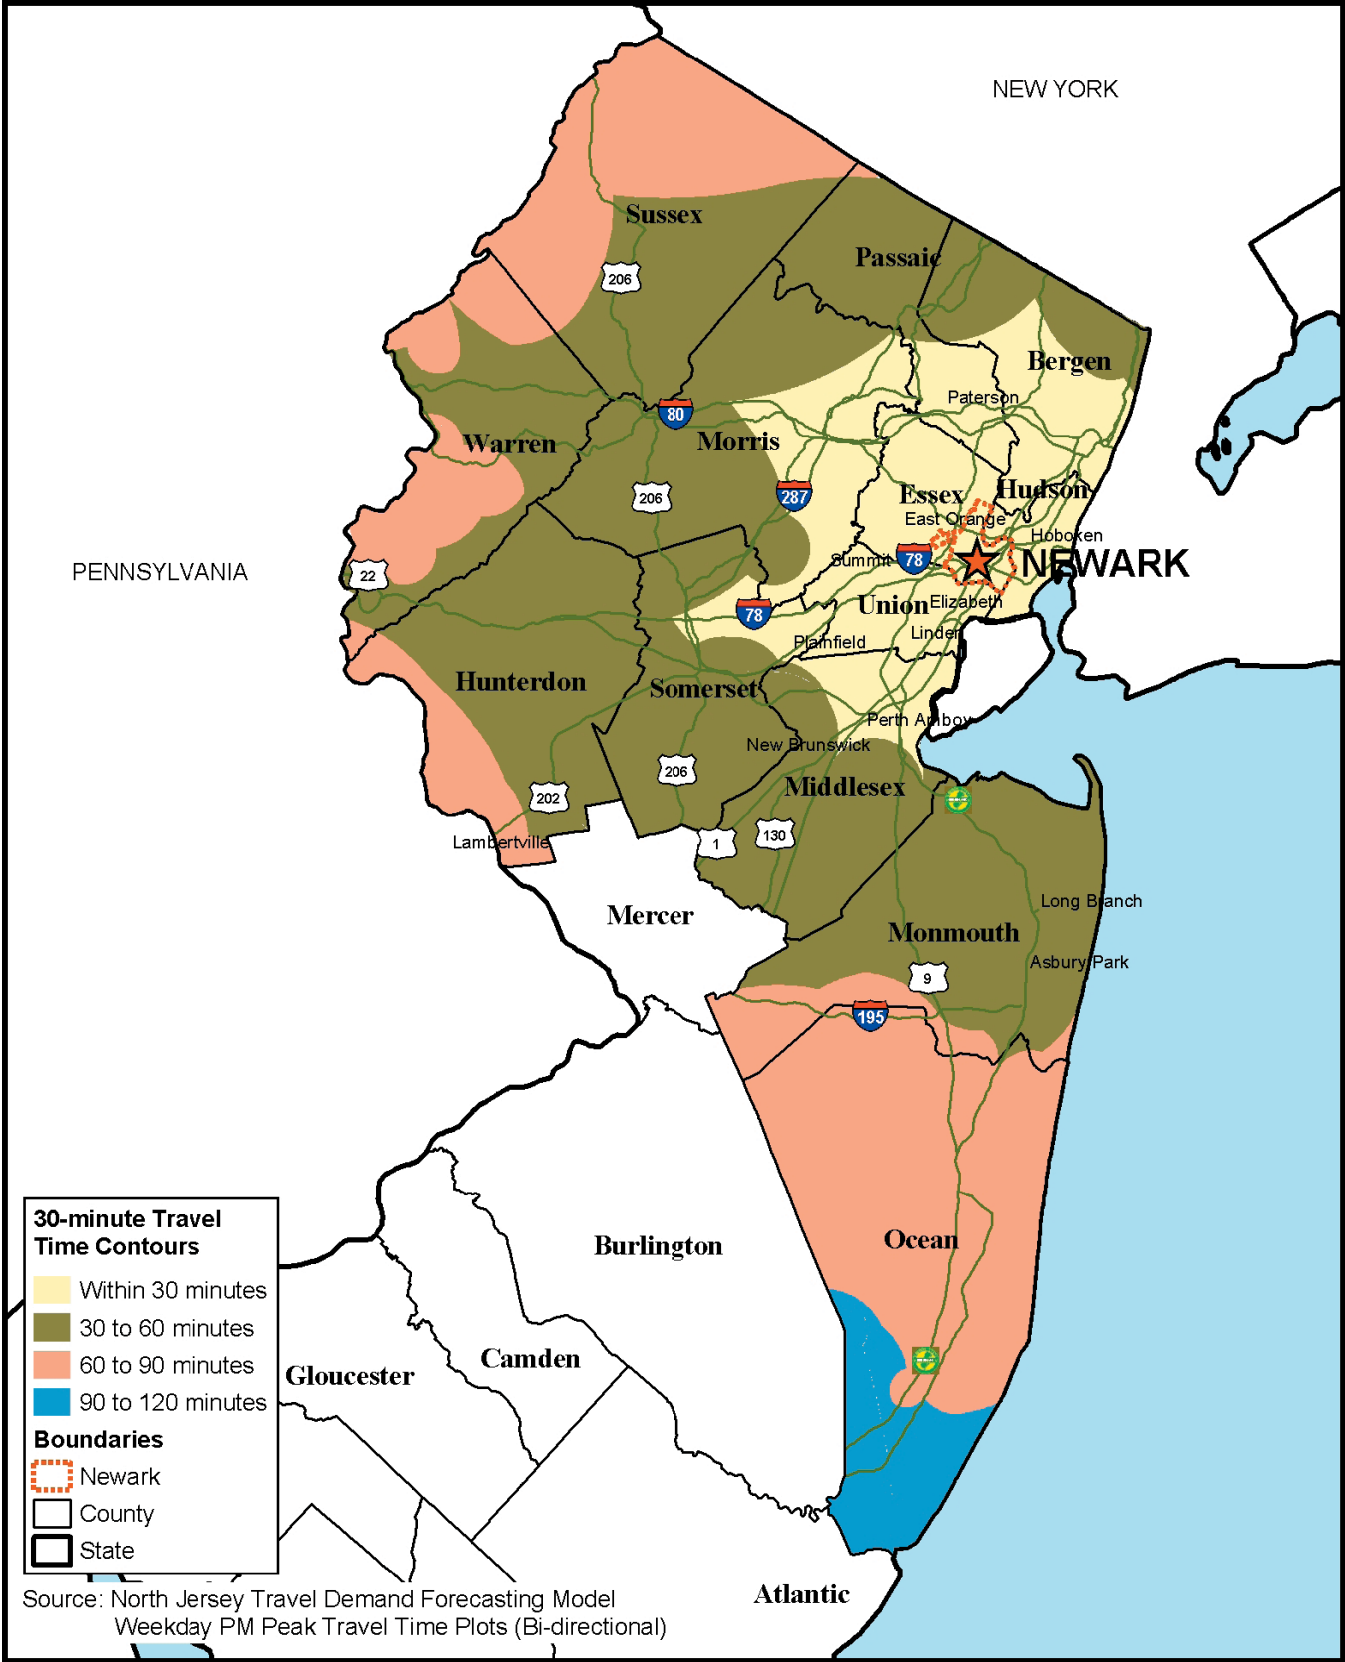 NEW YORK
Sussex
Passaic
206
Bergen
Paterson
80
Morris
Warren
287
206
Essex
Hudson
East Orange
Hoboken
Summit
78
NEWARK
PENNSYLVANIA
22
Union
Elizabeth
78
Linden
Plainfield
Hunterdon
Somerset
Perth Amboy
New Brunswick
206
Middlesex
202
130
1
Lambertville
Long Branch
Mercer
Monmouth
Asbury Park
9
195
Ocean
Burlington
Camden
Gloucester
Atlantic
30-minute Travel
Time Contours
Within 30 minutes
30 to 60 minutes
60 to 90 minutes
90 to 120 minutes
Boundaries
Newark
County
State
Source: North Jersey Travel Demand Forecasting Model
Weekday PM Peak Travel Time Plots (Bi-directional)